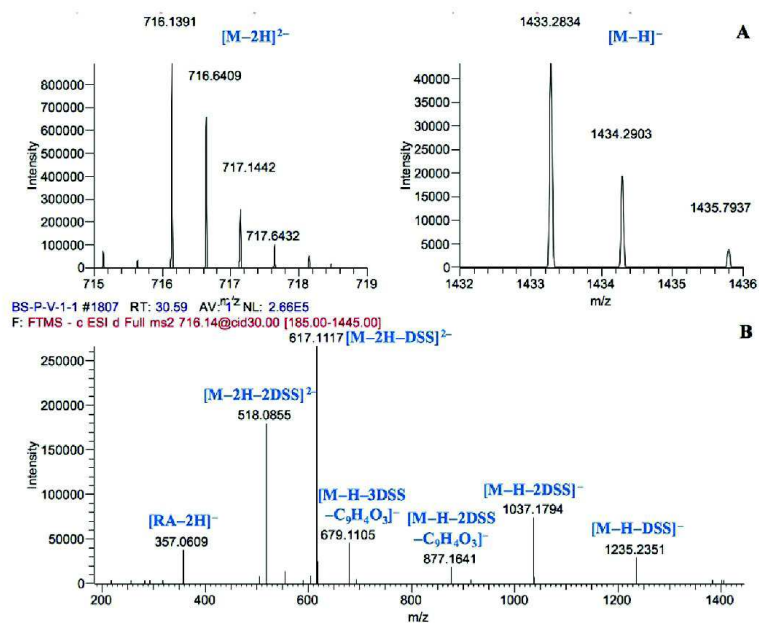 716.1391
[M–2H]²⁻
716.6409
717.1442
717.6432
800000
700000
600000
500000
400000
300000
200000
100000
0
Intensity
715 716 717 718 719
m/z
1433.2834
[M–H]⁻
A
1434.2903
1435.7937
40000
35000
30000
25000
20000
15000
10000
5000
0
Intensity
1432 1433 1434 1435 1436
m/z
BS-P-V-1-1 #1807 RT: 30.59 AV: 1 NL: 2.66E5
F: FTMS - c ESI d Full ms2 716.14@cid30.00 [185.00-1445.00]
B
617.1117 [M–2H–DSS]²⁻
[M–2H–2DSS]²⁻
518.0855
[RA–2H]⁻
357.0609
[M–H–3DSS
–C₉H₄O₃]⁻
679.1105
[M–H–2DSS
–C₉H₄O₃]⁻
877.1641
[M–H–2DSS]⁻
1037.1794
[M–H–DSS]⁻
1235.2351
250000
200000
150000
100000
50000
0
Intensity
200 400 600 800 1000 1200 1400
m/z